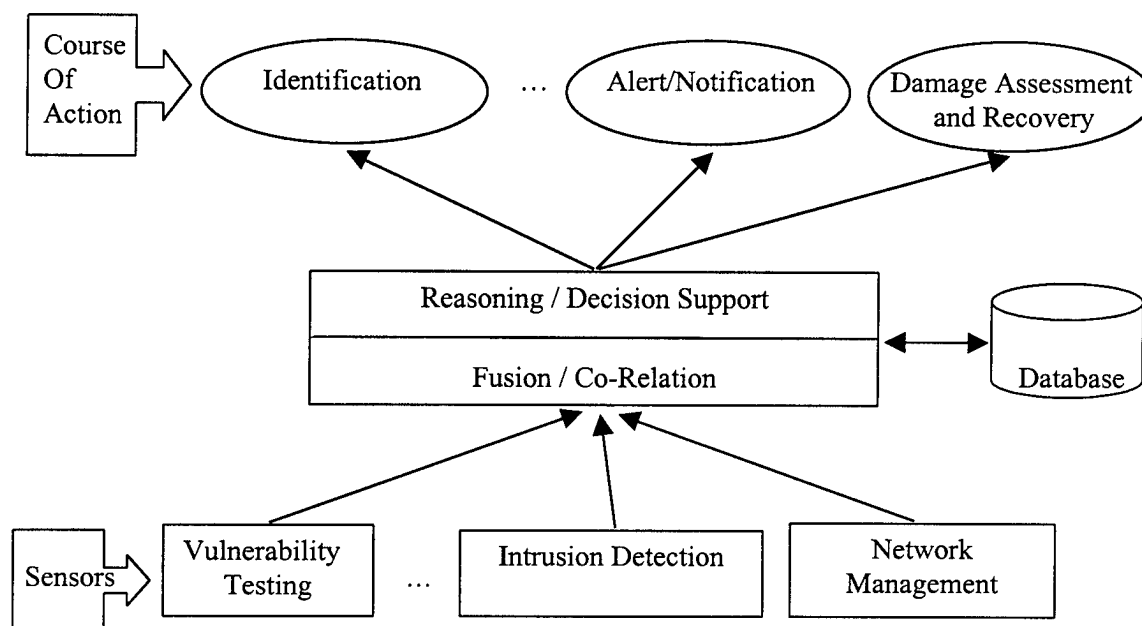 Course
Of
Action
Identification
...
Alert/Notification
Damage Assessment
and Recovery
Reasoning / Decision Support
Fusion / Co-Relation
Database
Sensors
Vulnerability
Testing
...
Intrusion Detection
Network
Management